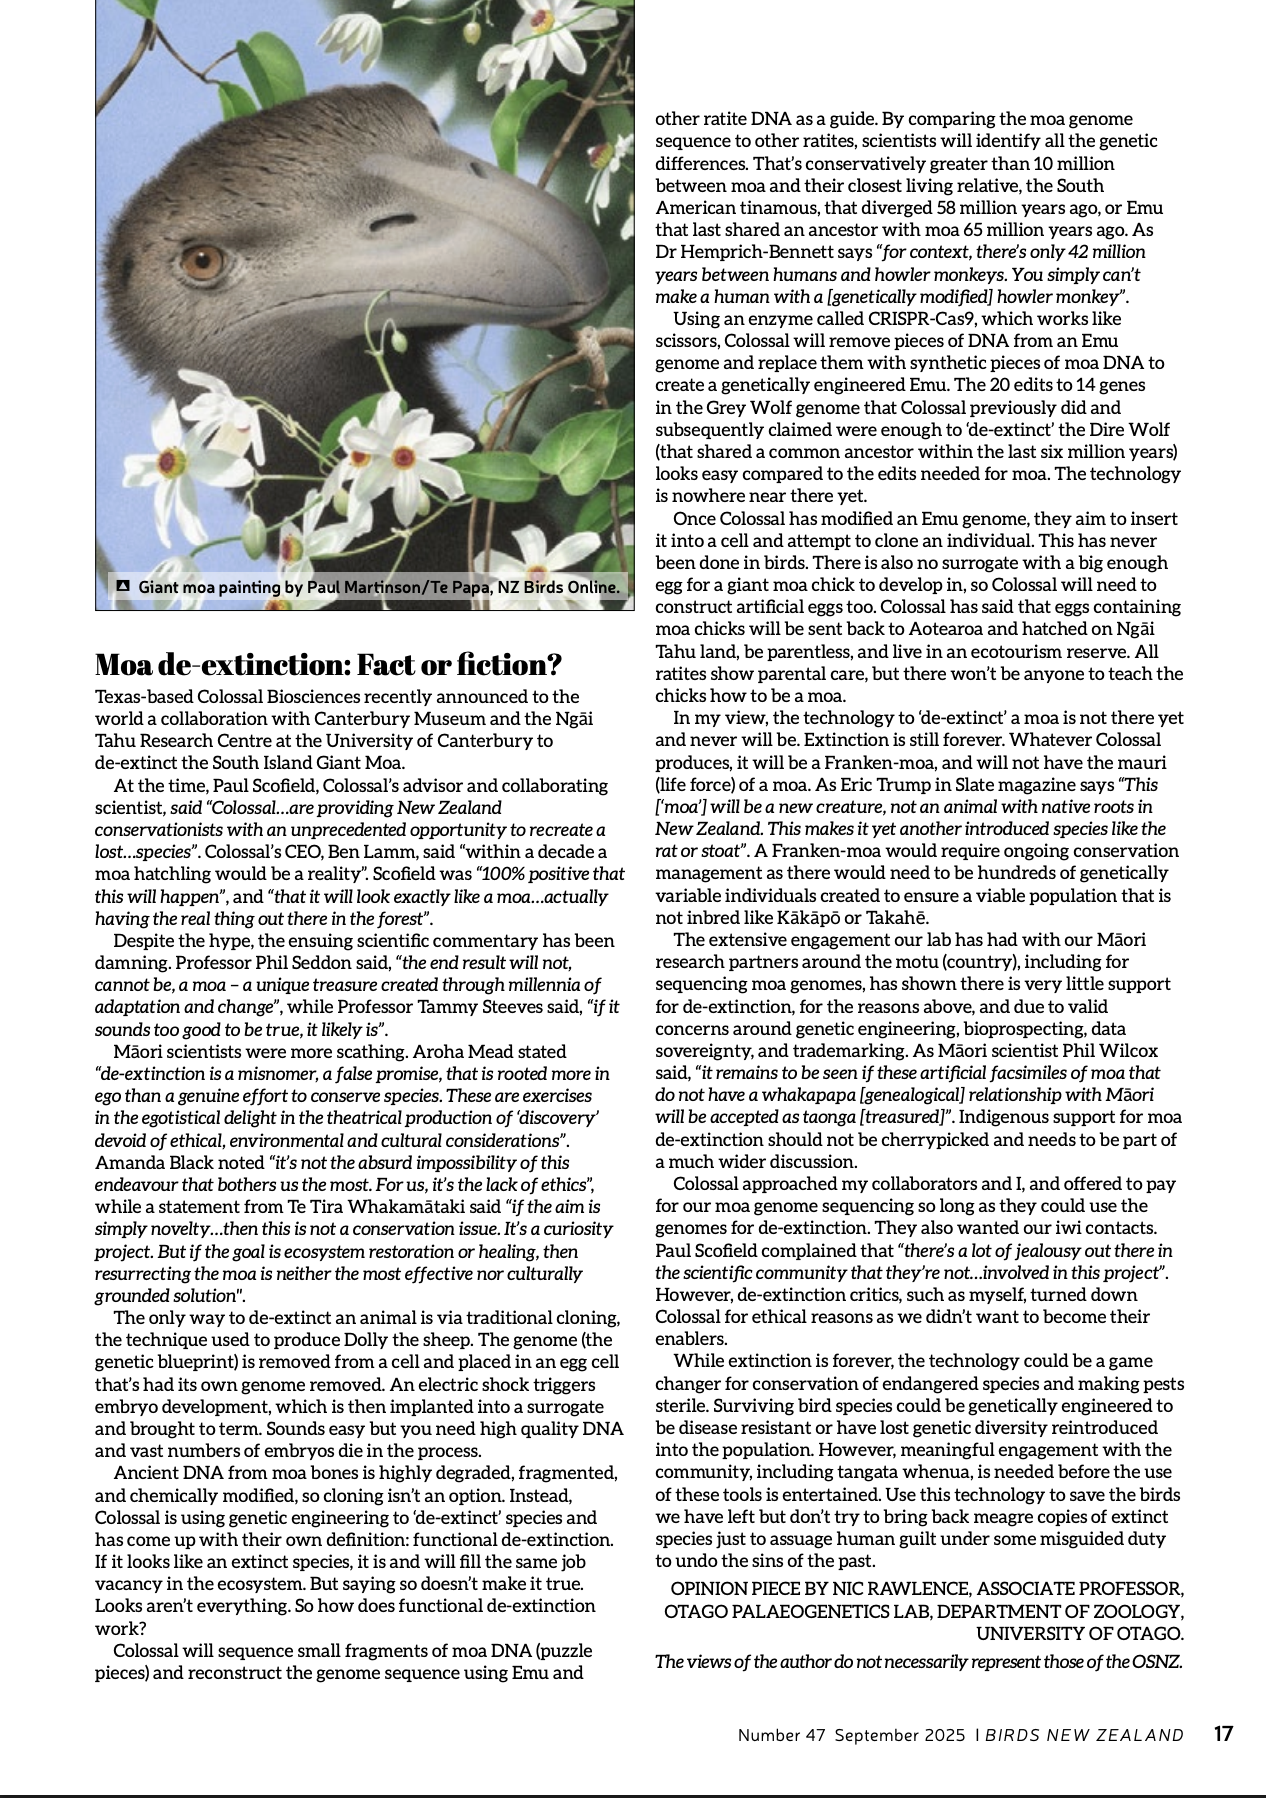 Giant moa painting by Paul Martinson/Te Papa, NZ Birds Online.
Moa de-extinction: Fact or fiction?
Texas-based Colossal Biosciences recently announced to the
world a collaboration with Canterbury Museum and the Ngāi
Tahu Research Centre at the University of Canterbury to
de-extinct the South Island Giant Moa.
At the time, Paul Scofield, Colossal's advisor and collaborating
scientist, said “Colossal...are providing New Zealand
conservationists with an unprecedented opportunity to recreate a
lost...species”. Colossal's CEO, Ben Lamm, said “within a decade a
moa hatchling would be a reality”. Scofield was “100% positive that
this will happen”, and “that it will look exactly like a moa...actually
having the real thing out there in the forest”.
Despite the hype, the ensuing scientific commentary has been
damning. Professor Phil Seddon said, “the end result will not,
cannot be, a moa – a unique treasure created through millennia of
adaptation and change”, while Professor Tammy Steeves said, “if it
sounds too good to be true, it likely is”.
Māori scientists were more scathing. Aroha Mead stated
“de-extinction is a misnomer, a false promise, that is rooted more in
ego than a genuine effort to conserve species. These are exercises
in the egotistical delight in the theatrical production of ‘discovery’
devoid of ethical, environmental and cultural considerations”.
Amanda Black noted “it's not the absurd impossibility of this
endeavour that bothers us the most. For us, it's the lack of ethics”,
while a statement from Te Tira Whakamātaki said “if the aim is
simply novelty...then this is not a conservation issue. It's a curiosity
project. But if the goal is ecosystem restoration or healing, then
resurrecting the moa is neither the most effective nor culturally
grounded solution".
The only way to de-extinct an animal is via traditional cloning,
the technique used to produce Dolly the sheep. The genome (the
genetic blueprint) is removed from a cell and placed in an egg cell
that's had its own genome removed. An electric shock triggers
embryo development, which is then implanted into a surrogate
and brought to term. Sounds easy but you need high quality DNA
and vast numbers of embryos die in the process.
Ancient DNA from moa bones is highly degraded, fragmented,
and chemically modified, so cloning isn't an option. Instead,
Colossal is using genetic engineering to ‘de-extinct’ species and
has come up with their own definition: functional de-extinction.
If it looks like an extinct species, it is and will fill the same job
vacancy in the ecosystem. But saying so doesn't make it true.
Looks aren't everything. So how does functional de-extinction
work?
Colossal will sequence small fragments of moa DNA (puzzle
pieces) and reconstruct the genome sequence using Emu and
other ratite DNA as a guide. By comparing the moa genome
sequence to other ratites, scientists will identify all the genetic
differences. That's conservatively greater than 10 million
between moa and their closest living relative, the South
American tinamous, that diverged 58 million years ago, or Emu
that last shared an ancestor with moa 65 million years ago. As
Dr Hemprich-Bennett says “for context, there's only 42 million
years between humans and howler monkeys. You simply can't
make a human with a [genetically modified] howler monkey”.
Using an enzyme called CRISPR-Cas9, which works like
scissors, Colossal will remove pieces of DNA from an Emu
genome and replace them with synthetic pieces of moa DNA to
create a genetically engineered Emu. The 20 edits to 14 genes
in the Grey Wolf genome that Colossal previously did and
subsequently claimed were enough to ‘de-extinct’ the Dire Wolf
(that shared a common ancestor within the last six million years)
looks easy compared to the edits needed for moa. The technology
is nowhere near there yet.
Once Colossal has modified an Emu genome, they aim to insert
it into a cell and attempt to clone an individual. This has never
been done in birds. There is also no surrogate with a big enough
egg for a giant moa chick to develop in, so Colossal will need to
construct artificial eggs too. Colossal has said that eggs containing
moa chicks will be sent back to Aotearoa and hatched on Ngāi
Tahu land, be parentless, and live in an ecotourism reserve. All
ratites show parental care, but there won't be anyone to teach the
chicks how to be a moa.
In my view, the technology to ‘de-extinct’ a moa is not there yet
and never will be. Extinction is still forever. Whatever Colossal
produces, it will be a Franken-moa, and will not have the mauri
(life force) of a moa. As Eric Trump in Slate magazine says “This
[‘moa’] will be a new creature, not an animal with native roots in
New Zealand. This makes it yet another introduced species like the
rat or stoat”. A Franken-moa would require ongoing conservation
management as there would need to be hundreds of genetically
variable individuals created to ensure a viable population that is
not inbred like Kākāpō or Takahē.
The extensive engagement our lab has had with our Māori
research partners around the motu (country), including for
sequencing moa genomes, has shown there is very little support
for de-extinction, for the reasons above, and due to valid
concerns around genetic engineering, bioprospecting, data
sovereignty, and trademarking. As Māori scientist Phil Wilcox
said, “it remains to be seen if these artificial facsimiles of moa that
do not have a whakapapa [genealogical] relationship with Māori
will be accepted as taonga [treasured]”. Indigenous support for moa
de-extinction should not be cherrypicked and needs to be part of
a much wider discussion.
Colossal approached my collaborators and I, and offered to pay
for our moa genome sequencing so long as they could use the
genomes for de-extinction. They also wanted our iwi contacts.
Paul Scofield complained that “there's a lot of jealousy out there in
the scientific community that they're not...involved in this project”.
However, de-extinction critics, such as myself, turned down
Colossal for ethical reasons as we didn't want to become their
enablers.
While extinction is forever, the technology could be a game
changer for conservation of endangered species and making pests
sterile. Surviving bird species could be genetically engineered to
be disease resistant or have lost genetic diversity reintroduced
into the population. However, meaningful engagement with the
community, including tangata whenua, is needed before the use
of these tools is entertained. Use this technology to save the birds
we have left but don't try to bring back meagre copies of extinct
species just to assuage human guilt under some misguided duty
to undo the sins of the past.
OPINION PIECE BY NIC RAWLENCE, ASSOCIATE PROFESSOR,
OTAGO PALAEOGENETICS LAB, DEPARTMENT OF ZOOLOGY,
UNIVERSITY OF OTAGO.
The views of the author do not necessarily represent those of the OSNZ.
Number 47 September 2025 | BIRDS NEW ZEALAND 17